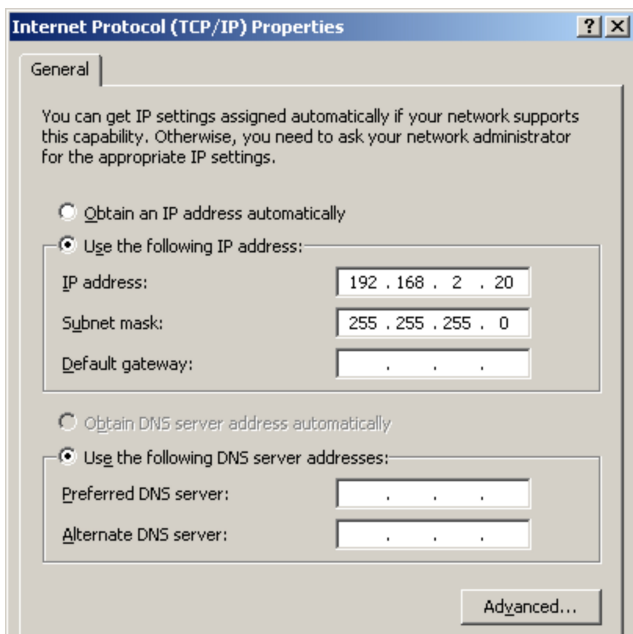 Internet Protocol (TCP/IP) Properties
General
You can get IP settings assigned automatically if your network supports
this capability. Otherwise, you need to ask your network administrator
for the appropriate IP settings.
Obtain an IP address automatically
Use the following IP address:
IP address: 192 . 168 . 2 . 20
Subnet mask: 255 . 255 . 255 . 0
Default gateway: . . .
Obtain DNS server address automatically
Use the following DNS server addresses:
Preferred DNS server: . . .
Alternate DNS server: . . .
Advanced...